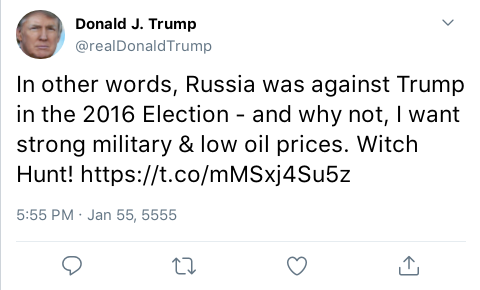 Donald J. Trump
@realDonaldTrump
In other words, Russia was against Trump
in the 2016 Election - and why not, I want
strong military & low oil prices. Witch
Hunt! https://t.co/mMSxj4Su5z
5:55 PM · Jan 55, 5555